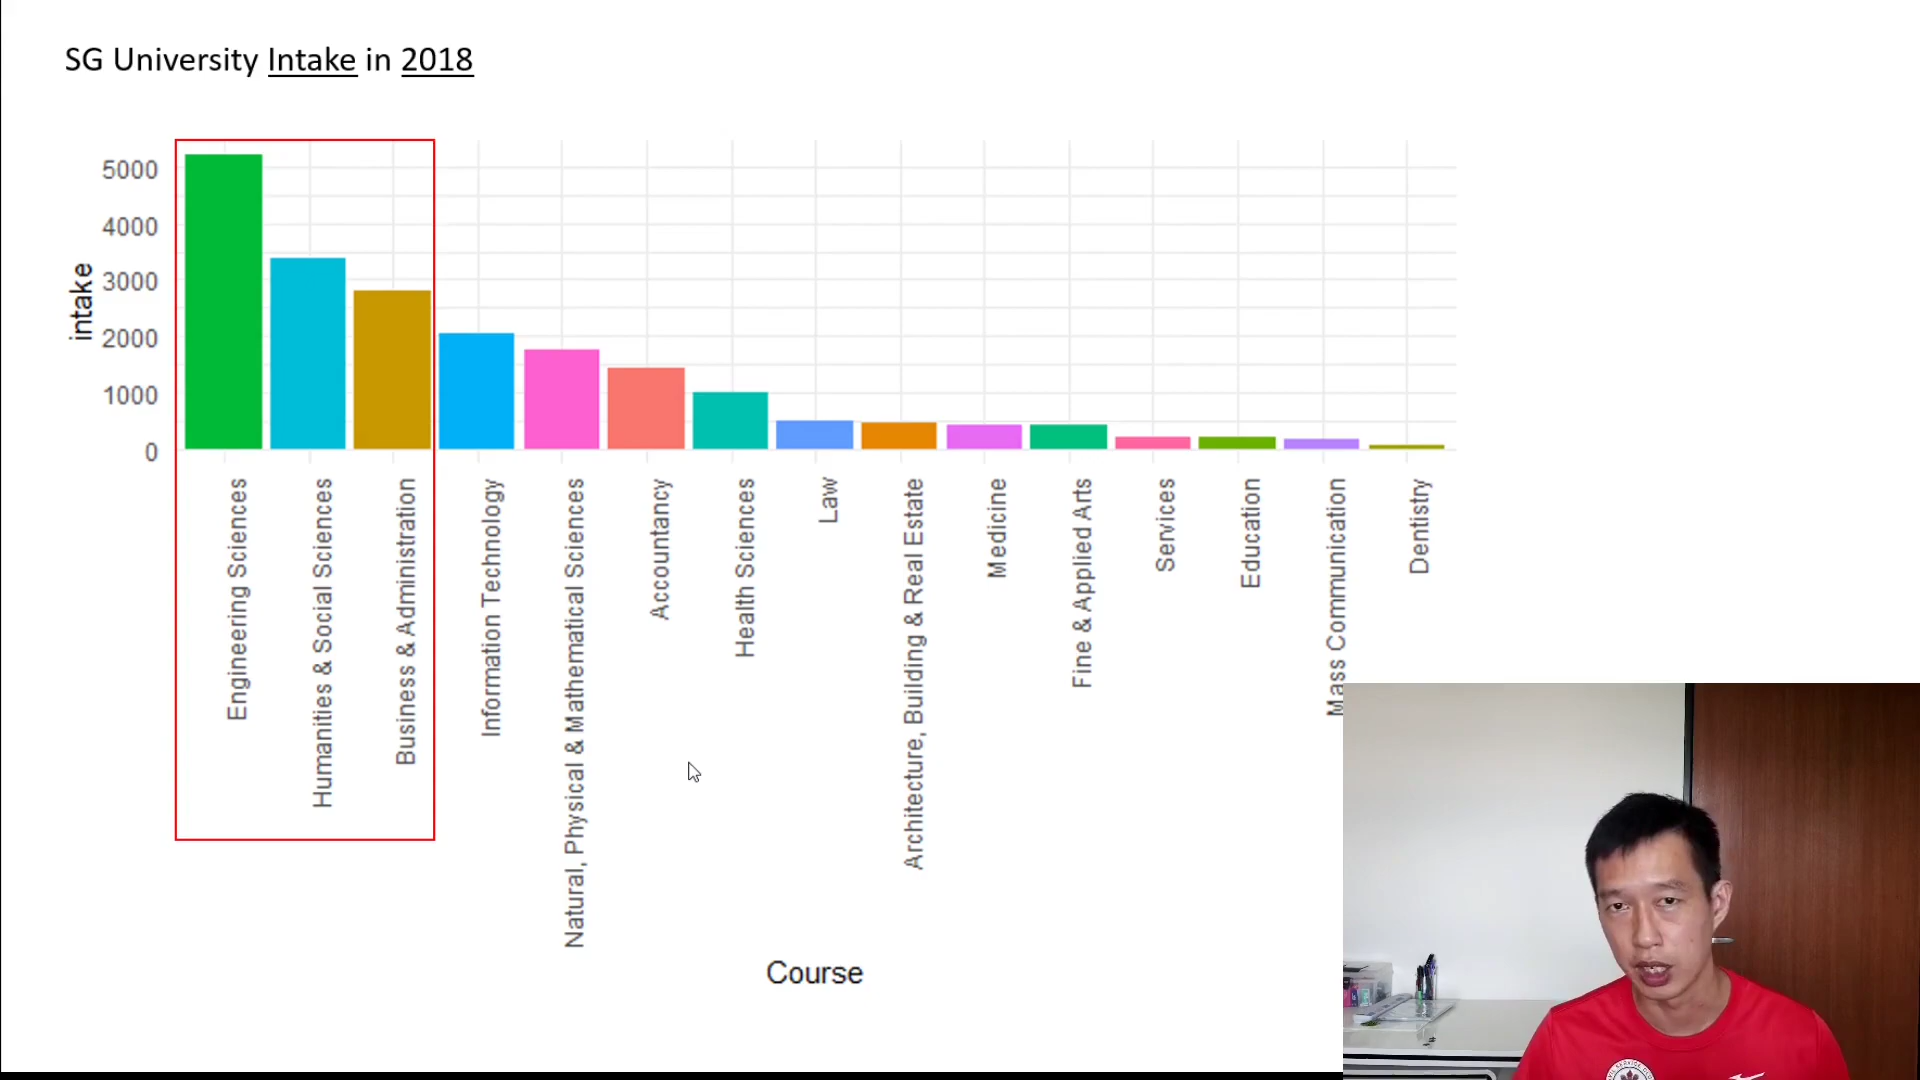 SG University Intake in 2018
intake
5000
4000
3000
2000
1000
0
Engineering Sciences
Humanities & Social Sciences
Business & Administration
Information Technology
Natural, Physical & Mathematical Sciences
Accountancy
Health Sciences
Law
Architecture, Building & Real Estate
Medicine
Fine & Applied Arts
Services
Education
Mass Communication
Dentistry
Course